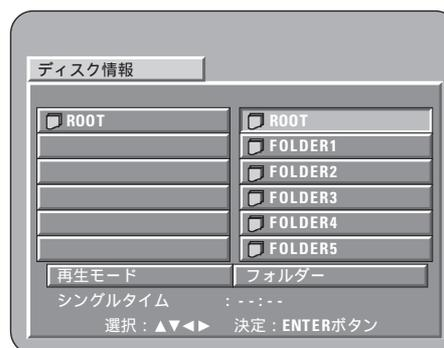 ディスク情報
ROOT
ROOT
FOLDER1
FOLDER2
FOLDER3
FOLDER4
FOLDER5
再生モード フォルダー
シングルタイム : --:--
選択:▲▼◀▶ 決定:ENTERボタン